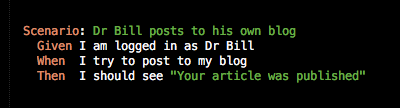 Scenario: Dr Bill posts to his own blog
Given I am logged in as Dr Bill
When I try to post to my blog
Then I should see "Your article was published"